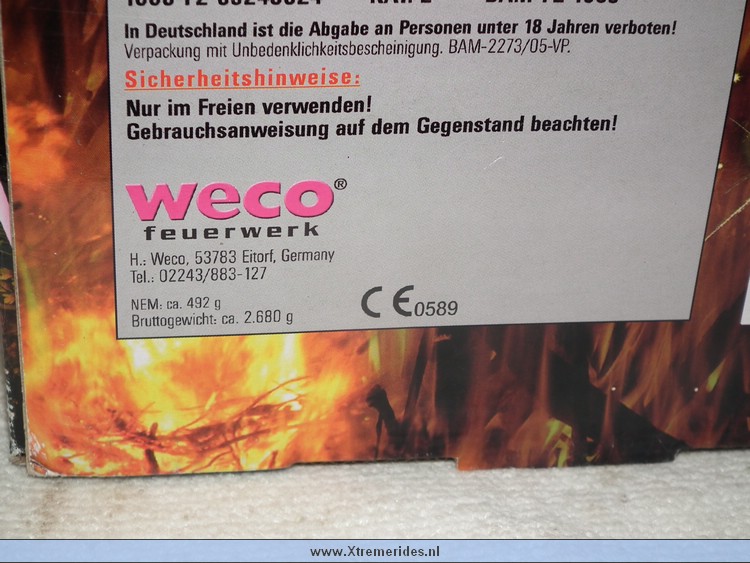 In Deutschland ist die Abgabe an Personen unter 18 Jahren verboten!
Verpackung mit Unbedenklichkeitsbescheinigung. BAM-2273/05-VP.
Sicherheitshinweise:
Nur im Freien verwenden!
Gebrauchsanweisung auf dem Gegenstand beachten!
weco®
feuerwerk
H.: Weco, 53783 Eitorf, Germany
Tel.: 02243/883-127
NEM: ca. 492 g
Bruttogewicht: ca. 2.680 g
CE0589
www.Xtremerides.nl